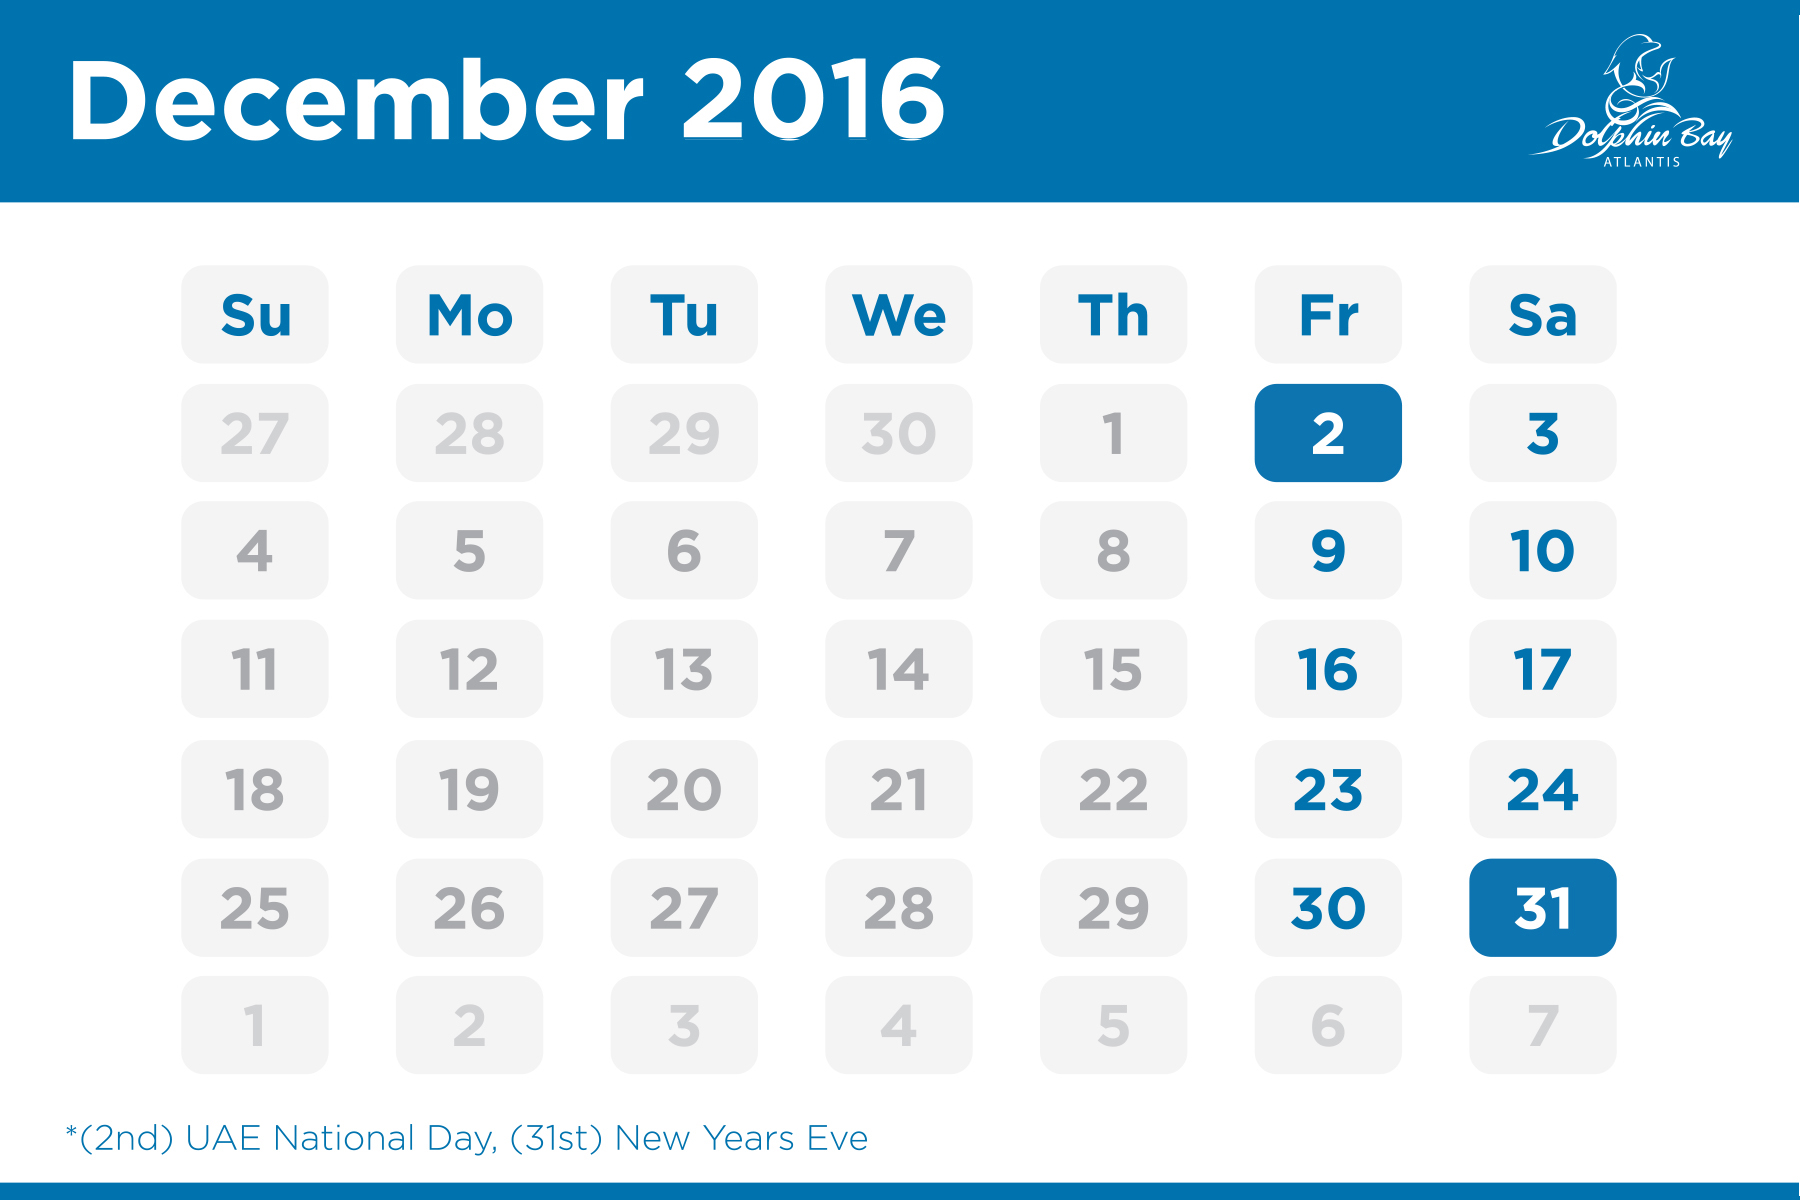 December 2016
Dolphin Bay
ATLANTIS
Su Mo Tu We Th Fr Sa
27 28 29 30 1 2 3
4 5 6 7 8 9 10
11 12 13 14 15 16 17
18 19 20 21 22 23 24
25 26 27 28 29 30 31
1 2 3 4 5 6 7
*(2nd) UAE National Day, (31st) New Years Eve